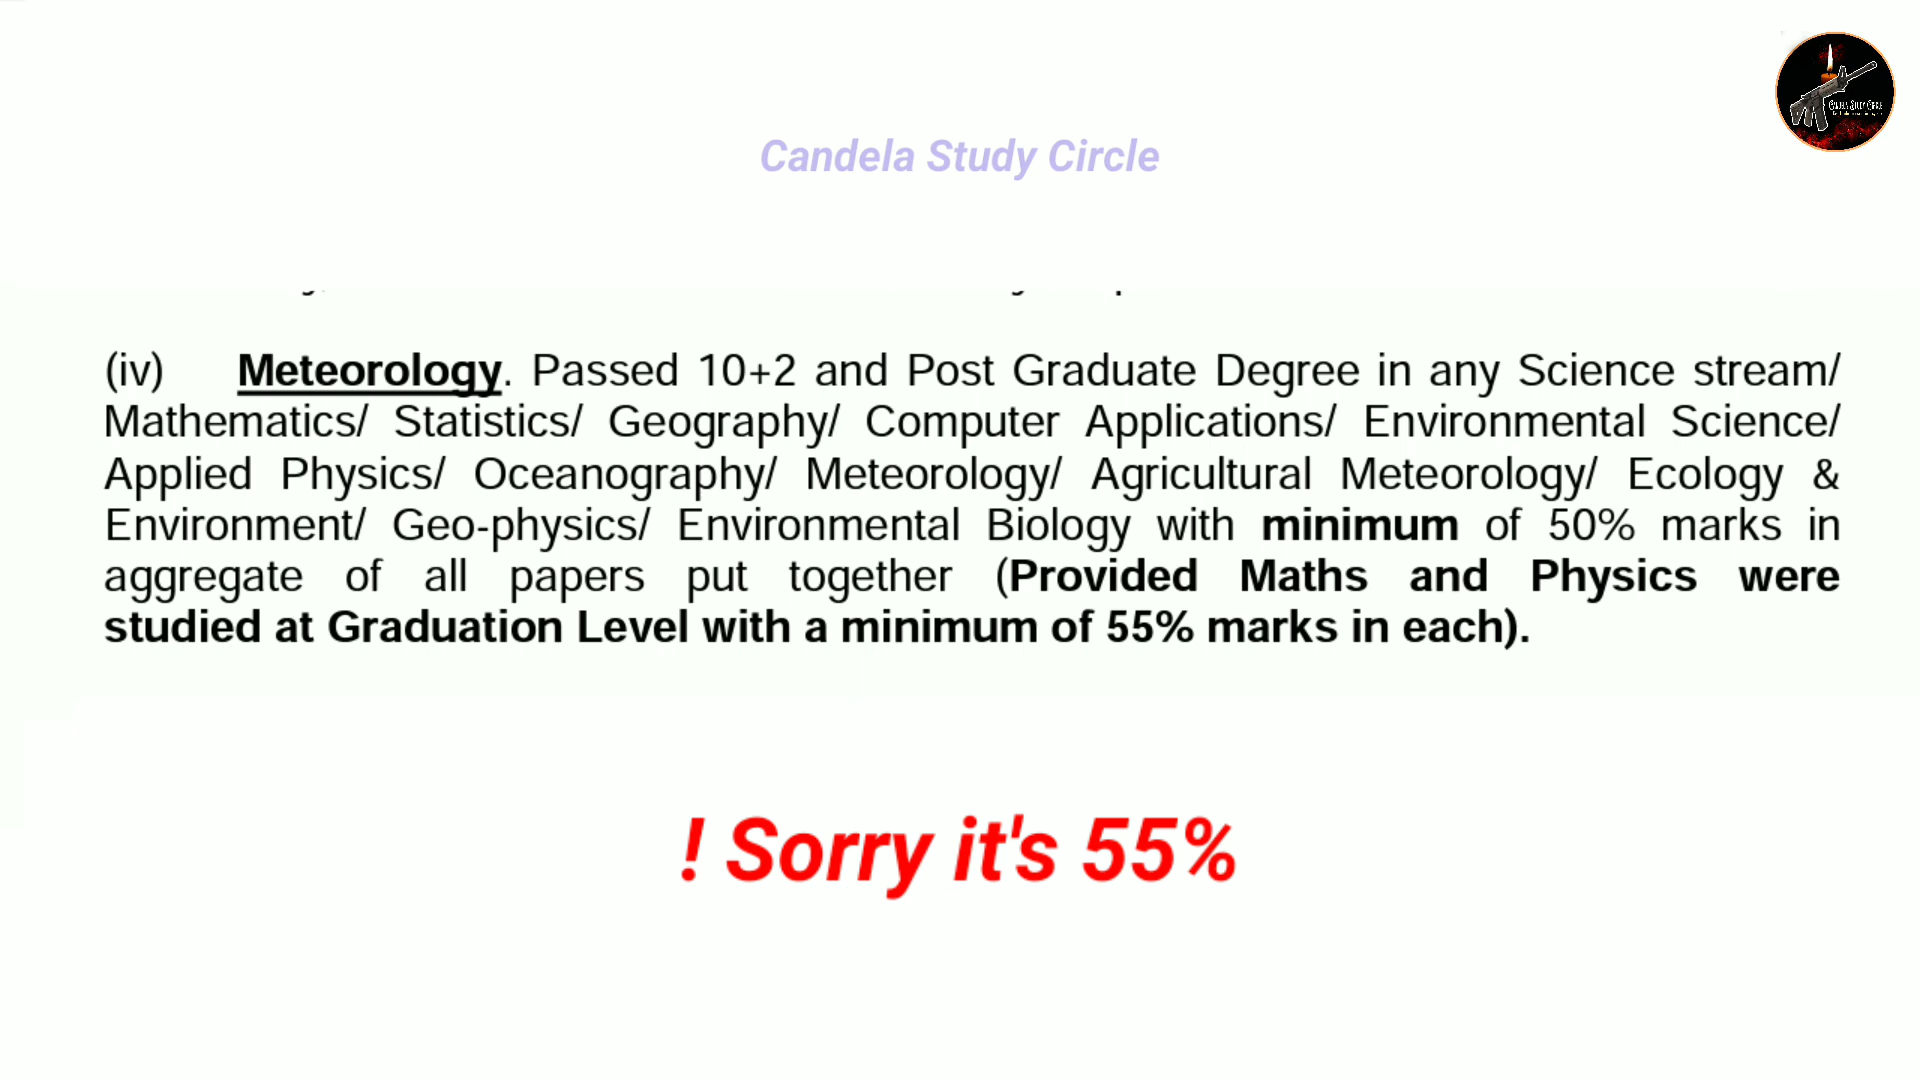 Candela Study Circle
(iv) Meteorology. Passed 10+2 and Post Graduate Degree in any Science stream/
Mathematics/ Statistics/ Geography/ Computer Applications/ Environmental Science/
Applied Physics/ Oceanography/ Meteorology/ Agricultural Meteorology/ Ecology &
Environment/ Geo-physics/ Environmental Biology with minimum of 50% marks in
aggregate of all papers put together (Provided Maths and Physics were
studied at Graduation Level with a minimum of 55% marks in each).
! Sorry it's 55%